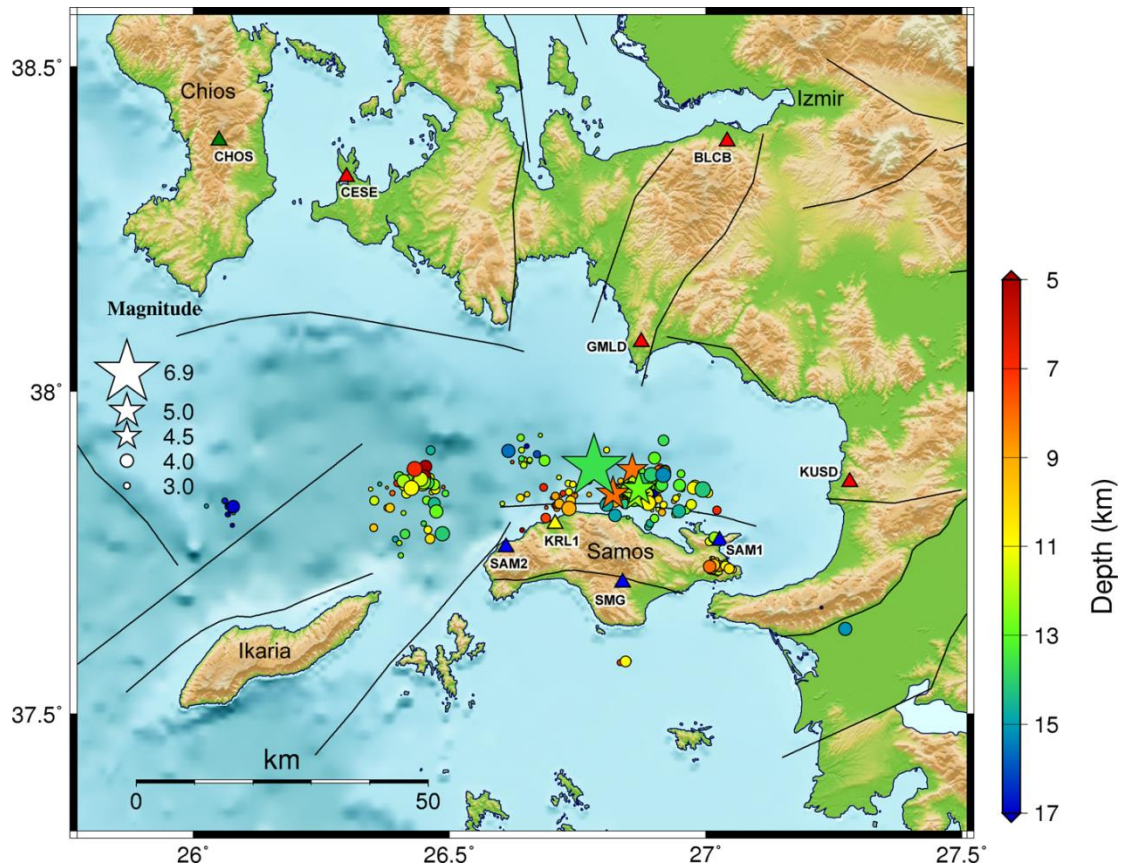 38.5°
38°
37.5°
26°
26.5°
27°
27.5°
Chios
CHOS
CESE
BLCB
Izmir
GMLD
KUSD
Magnitude
6.9
5.0
4.5
4.0
3.0
KRL1
SAM2
Samos
SAM1
SMG
Ikaria
km
0
50
5
7
9
11
13
15
17
Depth (km)